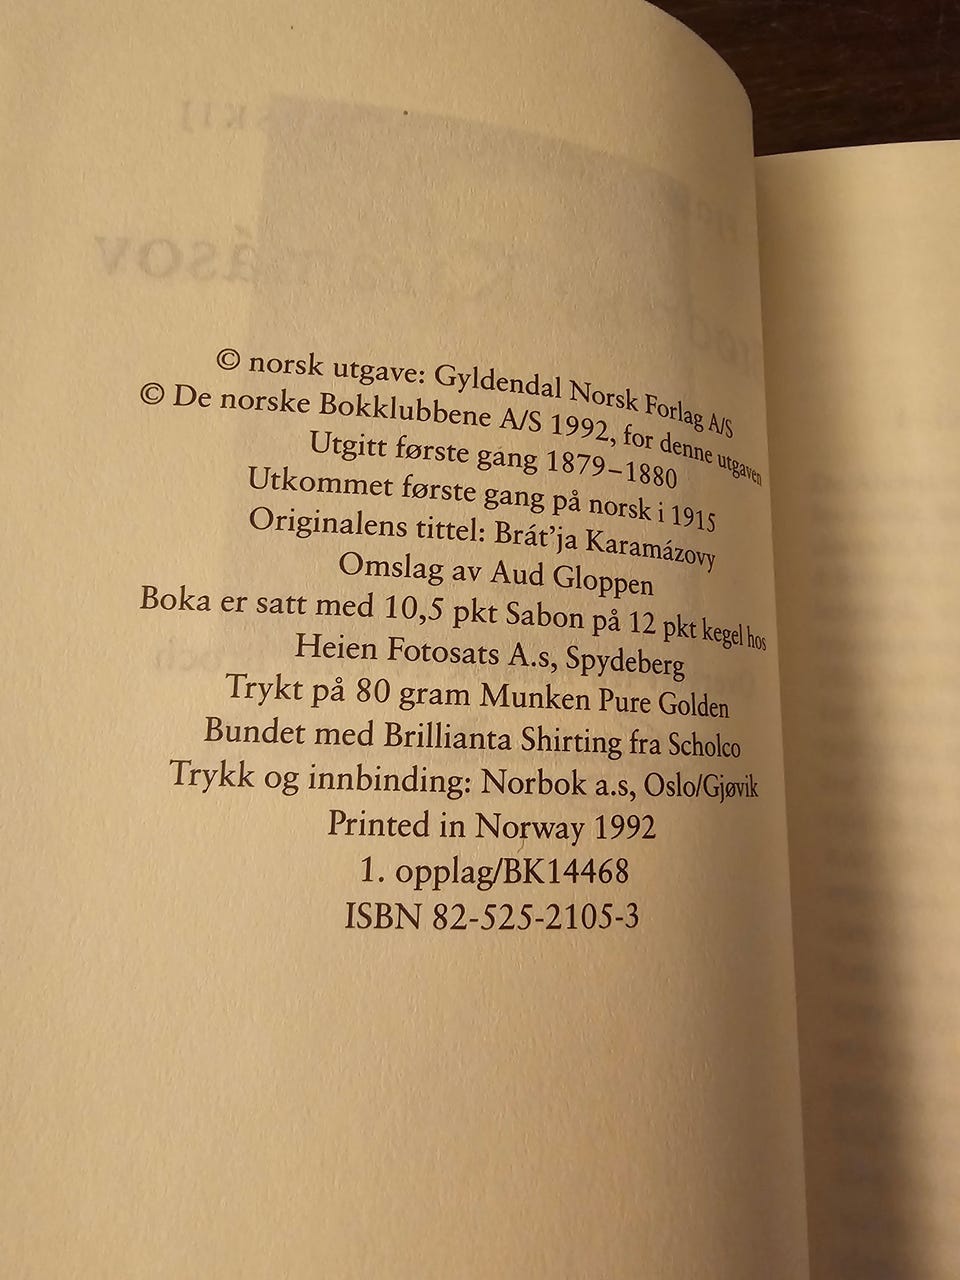 © norsk utgave: Gyldendal Norsk Forlag A/S
© De norske Bokklubbene A/S 1992, for denne utgaven
Utgitt første gang 1879–1880
Utkommet første gang på norsk i 1915
Originalens tittel: Brát'ja Karamázovy
Omslag av Aud Gloppen
Boka er satt med 10,5 pkt Sabon på 12 pkt kegel hos
Heien Fotosats A.s, Spydeberg
Trykt på 80 gram Munken Pure Golden
Bundet med Brillianta Shirting fra Scholco
Trykk og innbinding: Norbok a.s, Oslo/Gjøvik
Printed in Norway 1992
1. opplag/BK14468
ISBN 82-525-2105-3